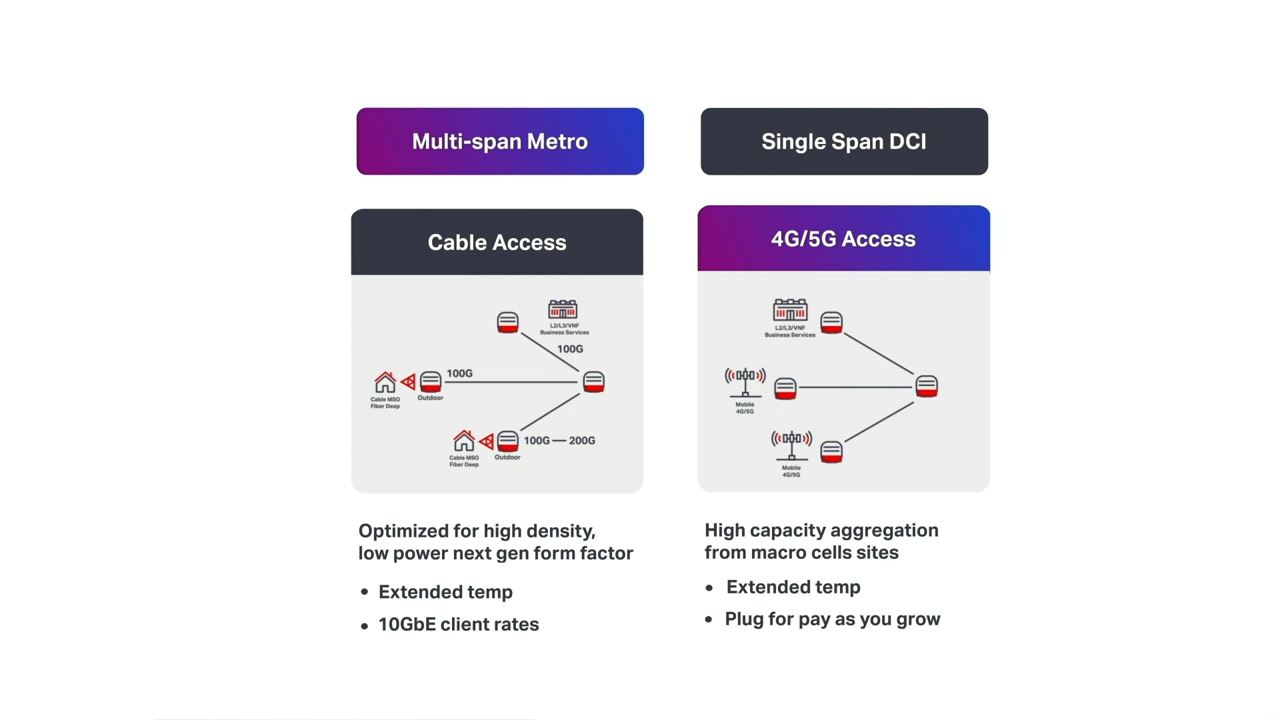 Multi-span Metro
Single Span DCI
Cable Access
L2/L3/VNF
Business Services
100G
100G
Cable MSO
Fiber Deep
Outdoor
100G — 200G
Cable MSO
Fiber Deep
Outdoor
Optimized for high density,
low power next gen form factor
• Extended temp
• 10GbE client rates
4G/5G Access
L2/L3/VNF
Business Services
Mobile
4G/5G
Mobile
4G/5G
High capacity aggregation
from macro cells sites
• Extended temp
• Plug for pay as you grow